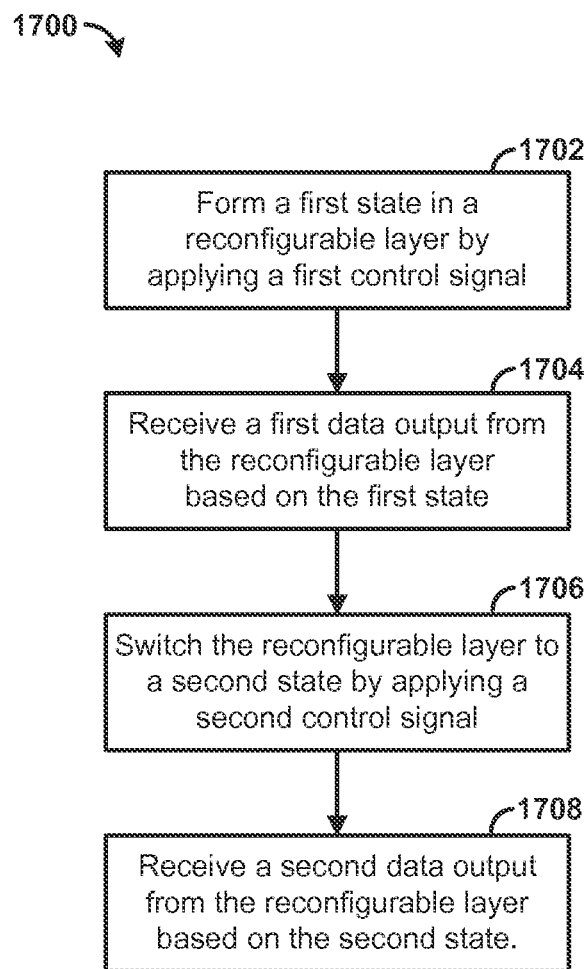 1700
1702
Form a first state in a
reconfigurable layer by
applying a first control signal
1704
Receive a first data output from
the reconfigurable layer
based on the first state
1706
Switch the reconfigurable layer to
a second state by applying a
second control signal
1708
Receive a second data output
from the reconfigurable layer
based on the second state.